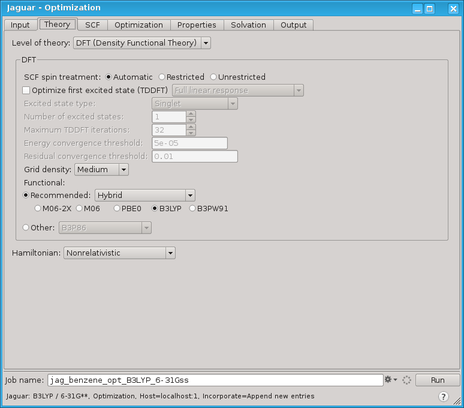 Jaguar - Optimization
Input Theory SCF Optimization Properties Solvation Output
Level of theory: DFT (Density Functional Theory)
DFT
SCF spin treatment: Automatic Restricted Unrestricted
Optimize first excited state (TDDFT) Full linear response
Excited state type: Singlet
Number of excited states: 1
Maximum TDDFT iterations: 32
Energy convergence threshold: 5e-05
Residual convergence threshold: 0.01
Grid density: Medium
Functional:
Recommended: Hybrid
M06-2X M06 PBE0 B3LYP B3PW91
Other: B3P86
Hamiltonian: Nonrelativistic
Job name: jag_benzene_opt_B3LYP_6-31Gss Run
Jaguar: B3LYP / 6-31G**, Optimization, Host=localhost:1, Incorporate=Append new entries ?